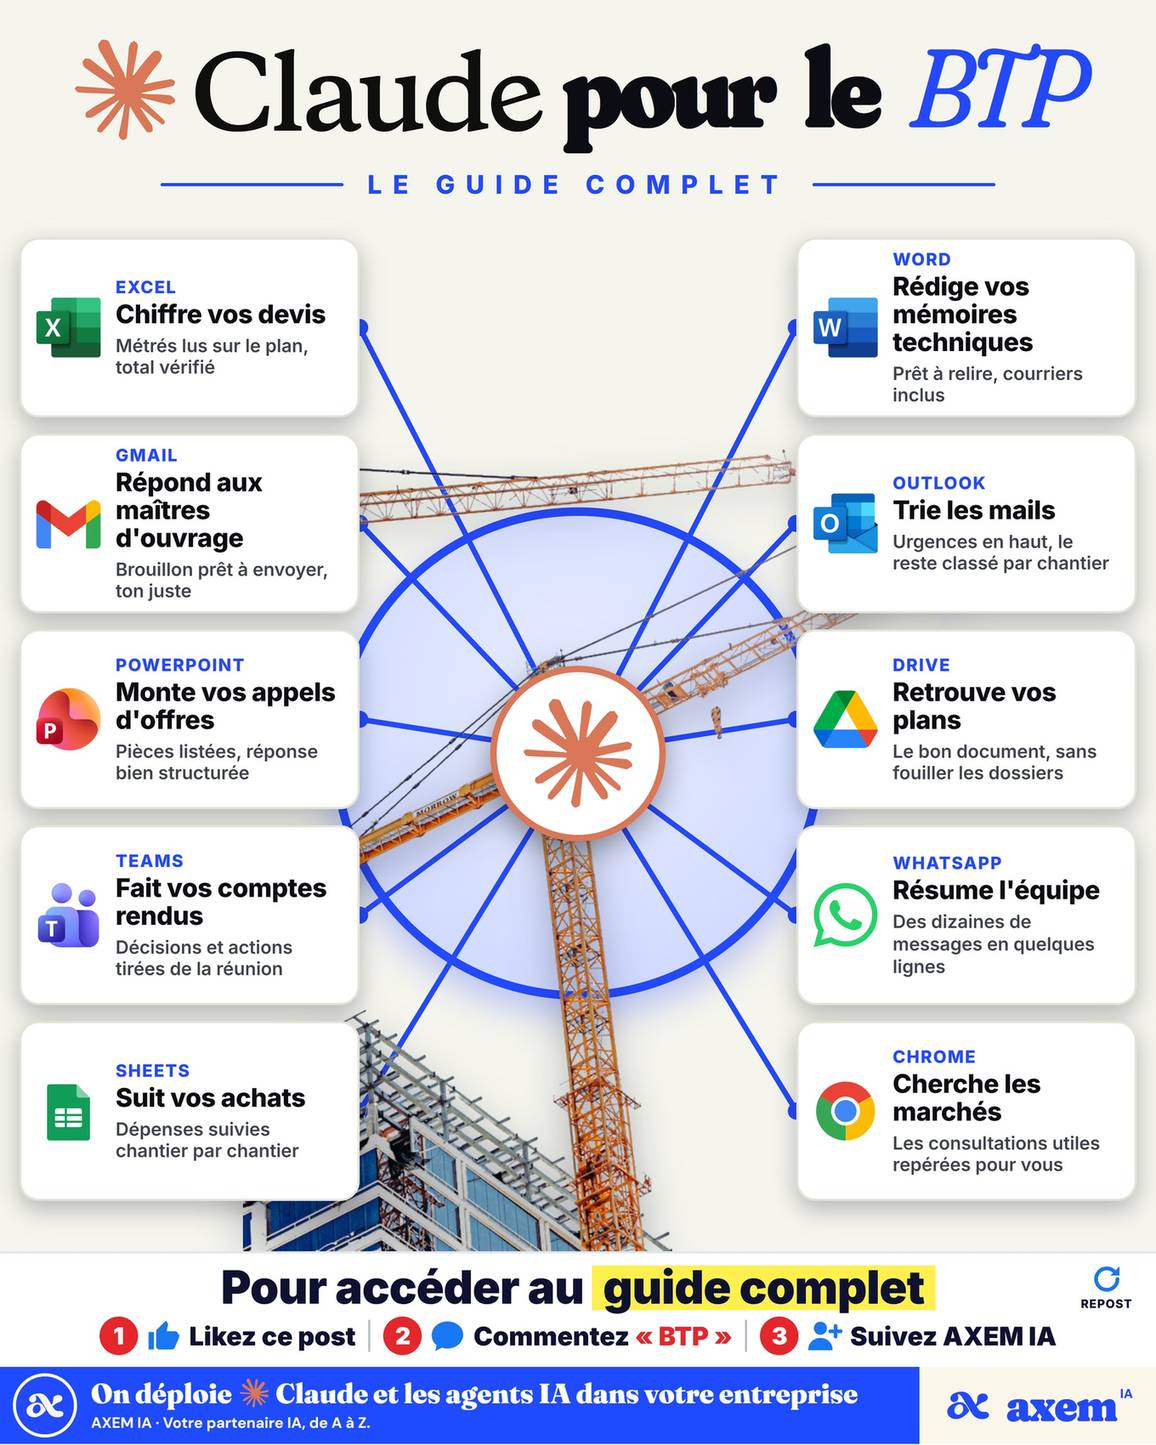 Claude pour le BTP
LE GUIDE COMPLET
EXCEL
Chiffre vos devis
Métrés lus sur le plan,
total vérifié
GMAIL
Répond aux
maîtres
d'ouvrage
Brouillon prêt à envoyer,
ton juste
POWERPOINT
Monte vos appels
d'offres
Pièces listées, réponse
bien structurée
TEAMS
Fait vos comptes
rendus
Décisions et actions
tirées de la réunion
SHEETS
Suit vos achats
Dépenses suivies
chantier par chantier
WORD
Rédige vos
mémoires
techniques
Prêt à relire, courriers
inclus
OUTLOOK
Trie les mails
Urgences en haut, le
reste classé par chantier
DRIVE
Retrouve vos
plans
Le bon document, sans
fouiller les dossiers
WHATSAPP
Résume l'équipe
Des dizaines de
messages en quelques
lignes
CHROME
Cherche les
marchés
Les consultations utiles
repérées pour vous
MORROW
Pour accéder au guide complet
REPOST
1 Likez ce post 2 Commentez « BTP » 3 Suivez AXEM IA
On déploie Claude et les agents IA dans votre entreprise
AXEM IA · Votre partenaire IA, de A à Z.
axem IA